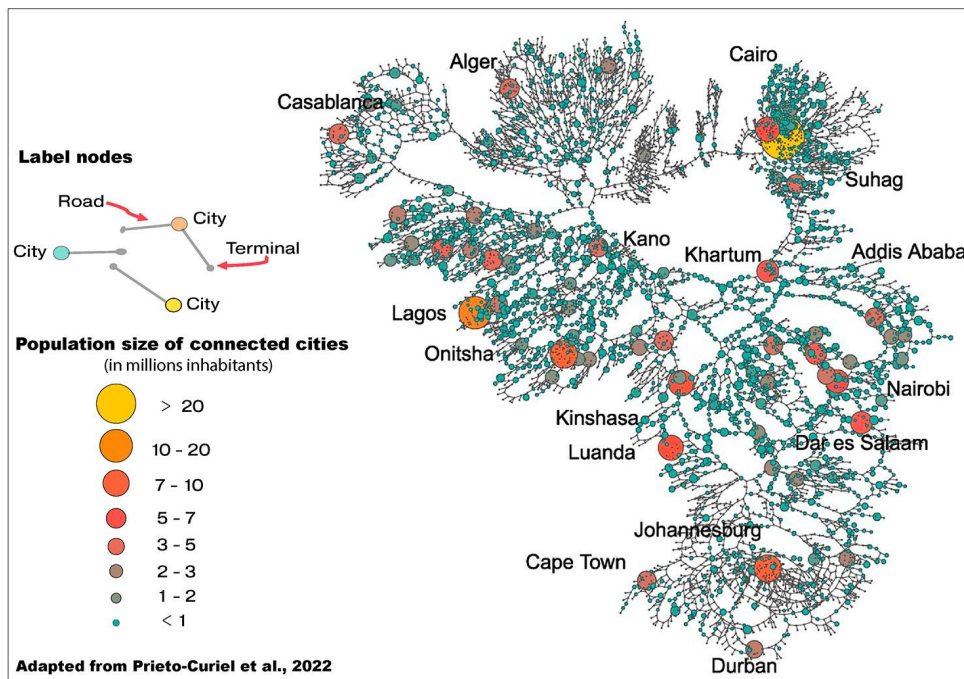 Label nodes
Road
City
City
Terminal
City
Population size of connected cities
(in millions inhabitants)
> 20
10 - 20
7 - 10
5 - 7
3 - 5
2 - 3
1 - 2
< 1
Adapted from Prieto-Curiel et al., 2022
Cairo
Alger
Casablanca
Suhag
Kano
Khartum
Addis Ababa
Lagos
Onitsha
Nairobi
Kinshasa
Dar es Salaam
Luanda
Johannesburg
Cape Town
Durban